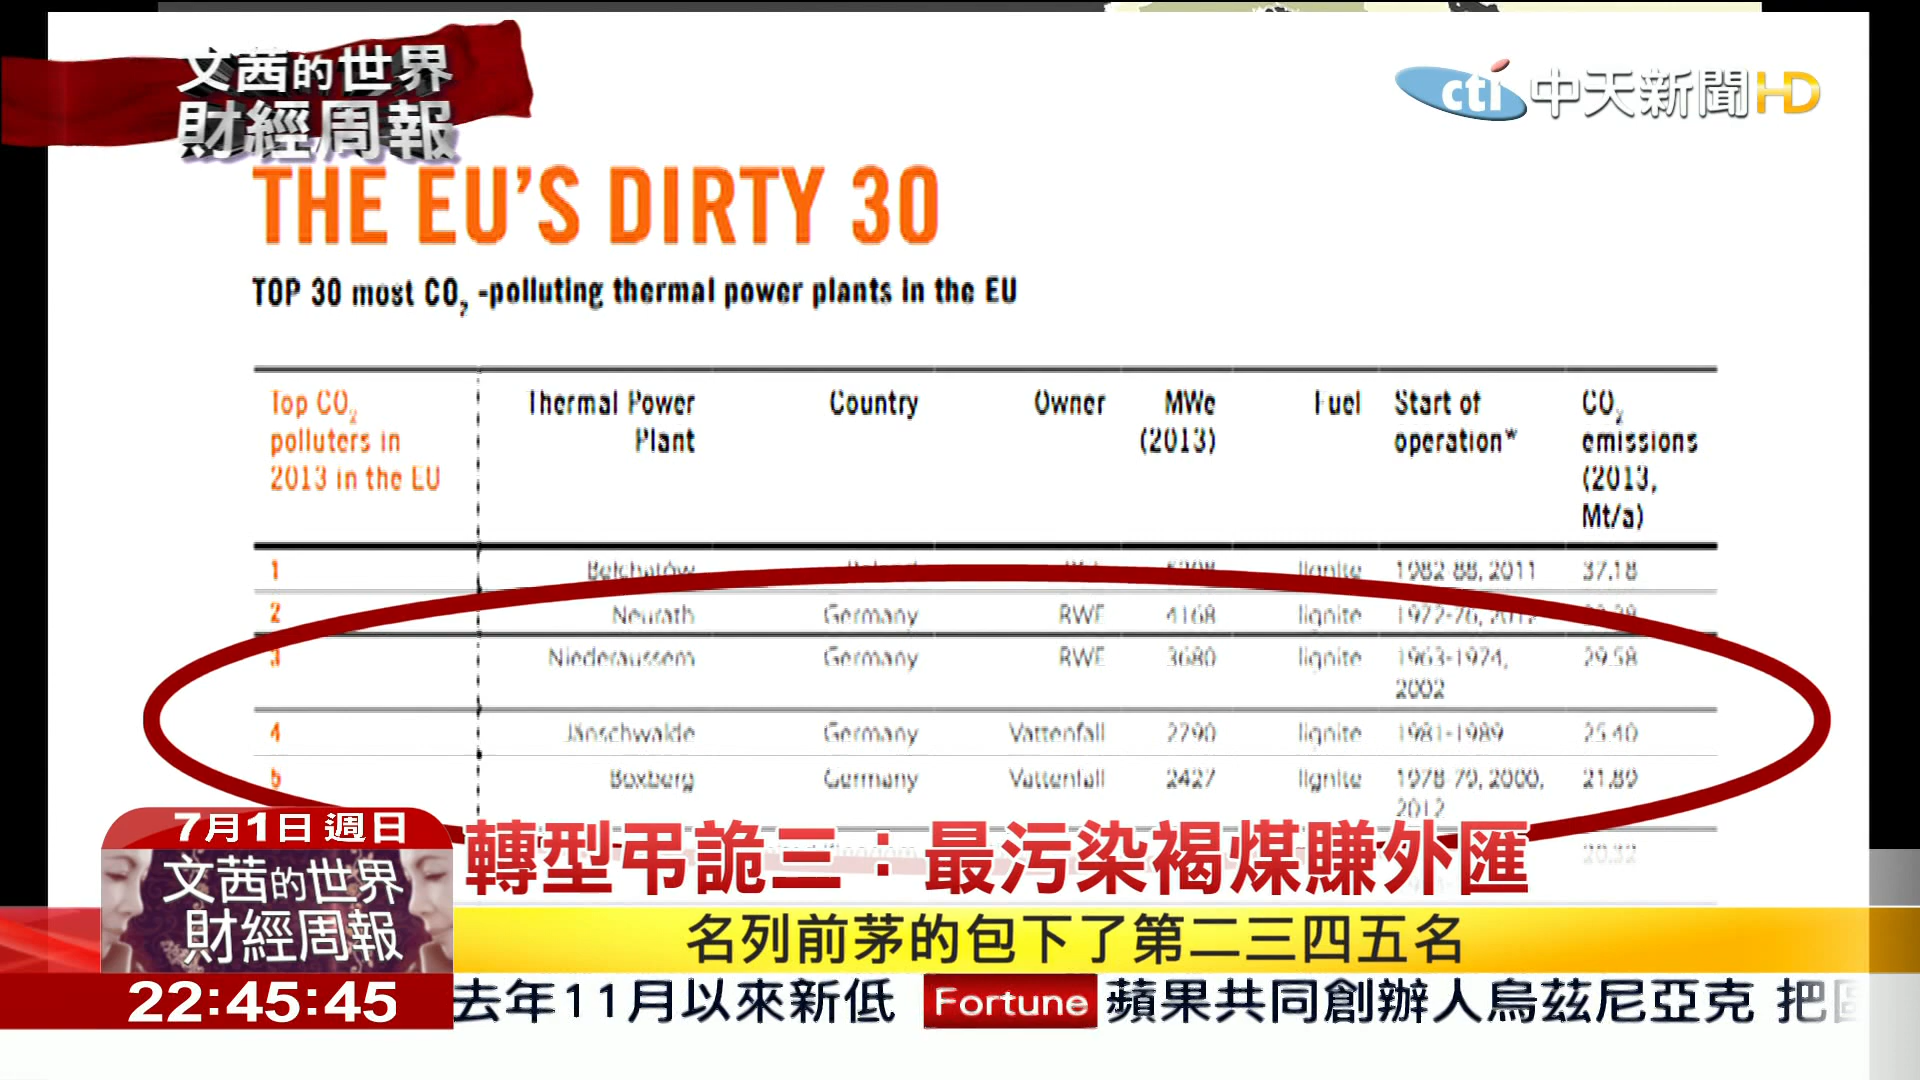 文茜的世界
財經周報
cti 中天新聞HD
THE EU'S DIRTY 30
TOP 30 most CO2 -polluting thermal power plants in the EU
Top CO2 polluters in 2013 in the EU Thermal Power Plant Country Owner MWe (2013) Fuel Start of operation* CO2 emissions (2013, Mt/a)
1 Bełchatów lignite 1982-88, 2011 37.18
2 Neurath Germany RWE 4168 lignite 1972-76, 2012
3 Niederaussem Germany RWE 3680 lignite 1963-1974, 2002 29.58
4 Jänschwalde Germany Vattenfall 2790 lignite 1981-1989 25.40
5 Boxberg Germany Vattenfall 2427 lignite 1978-79, 2000, 2012 21.89
7月1日 週日
轉型弔詭三：最污染褐煤賺外匯
文茜的世界
財經周報
名列前茅的包下了第二三四五名
22:45:45
去年11月以來新低 Fortune 蘋果共同創辦人烏茲尼亞克 把